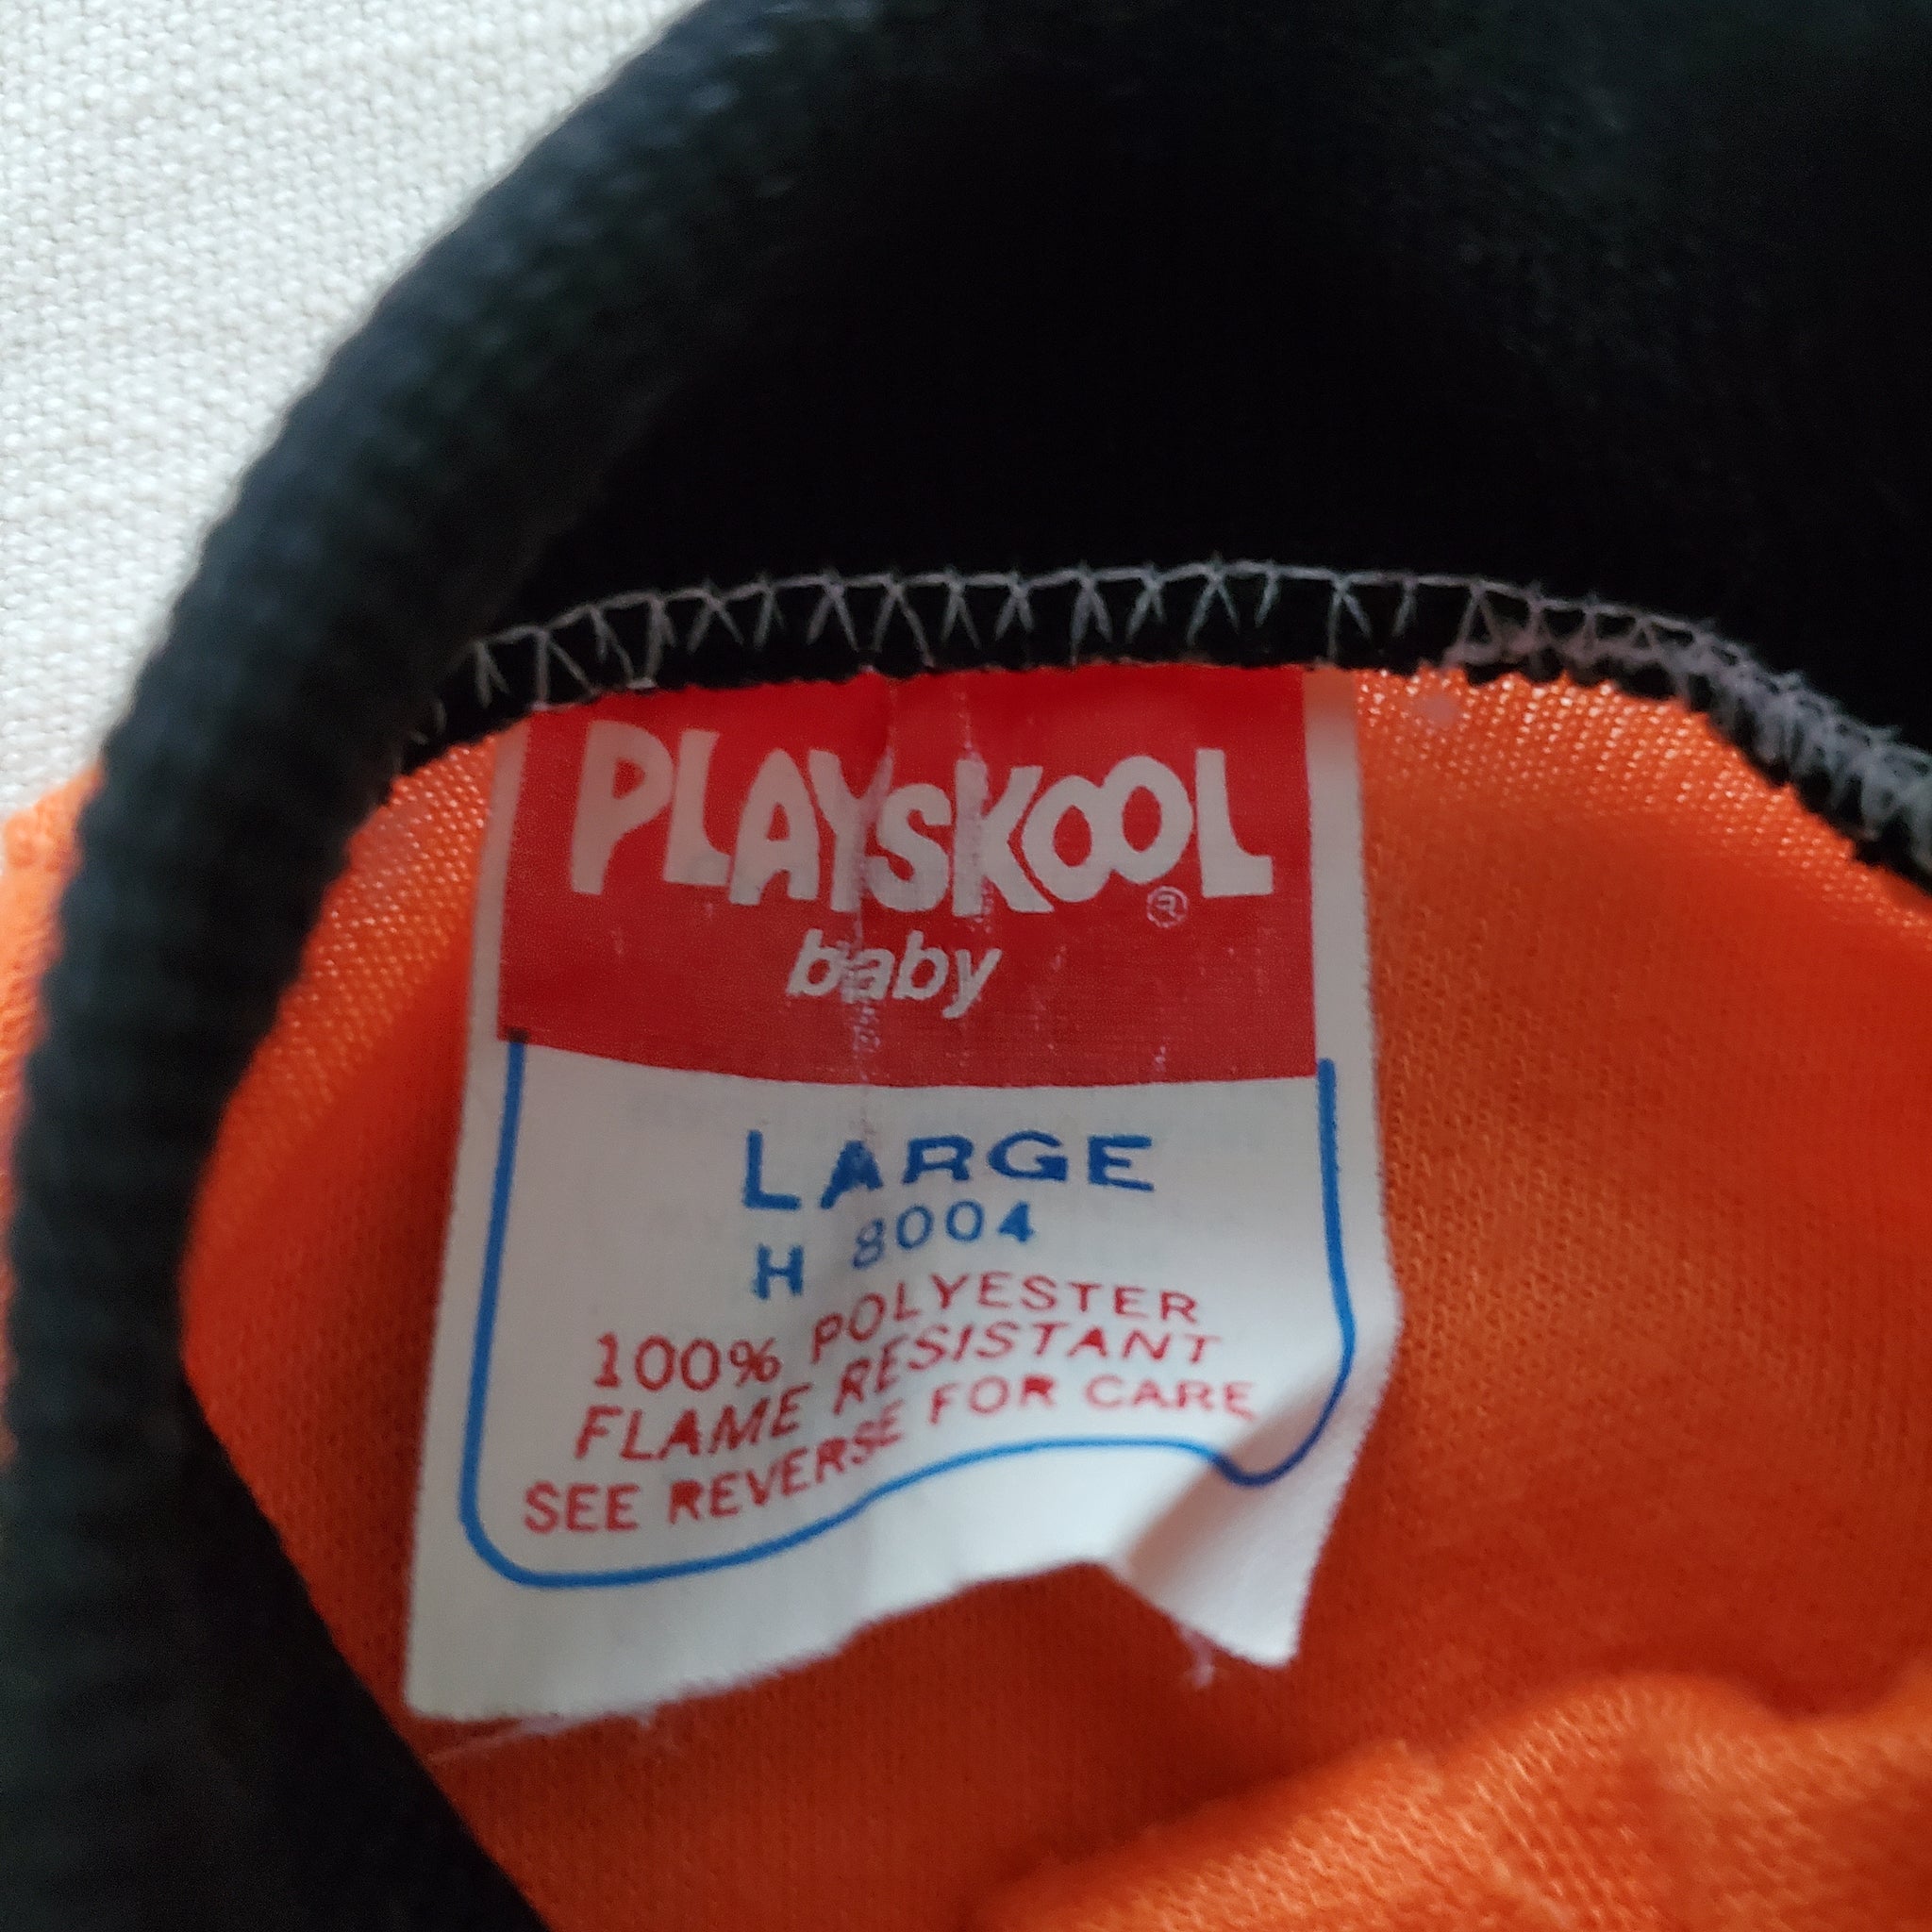 PLAYSKOOL®
baby
LARGE
H 8004
100% POLYESTER
FLAME RESISTANT
SEE REVERSE FOR CARE